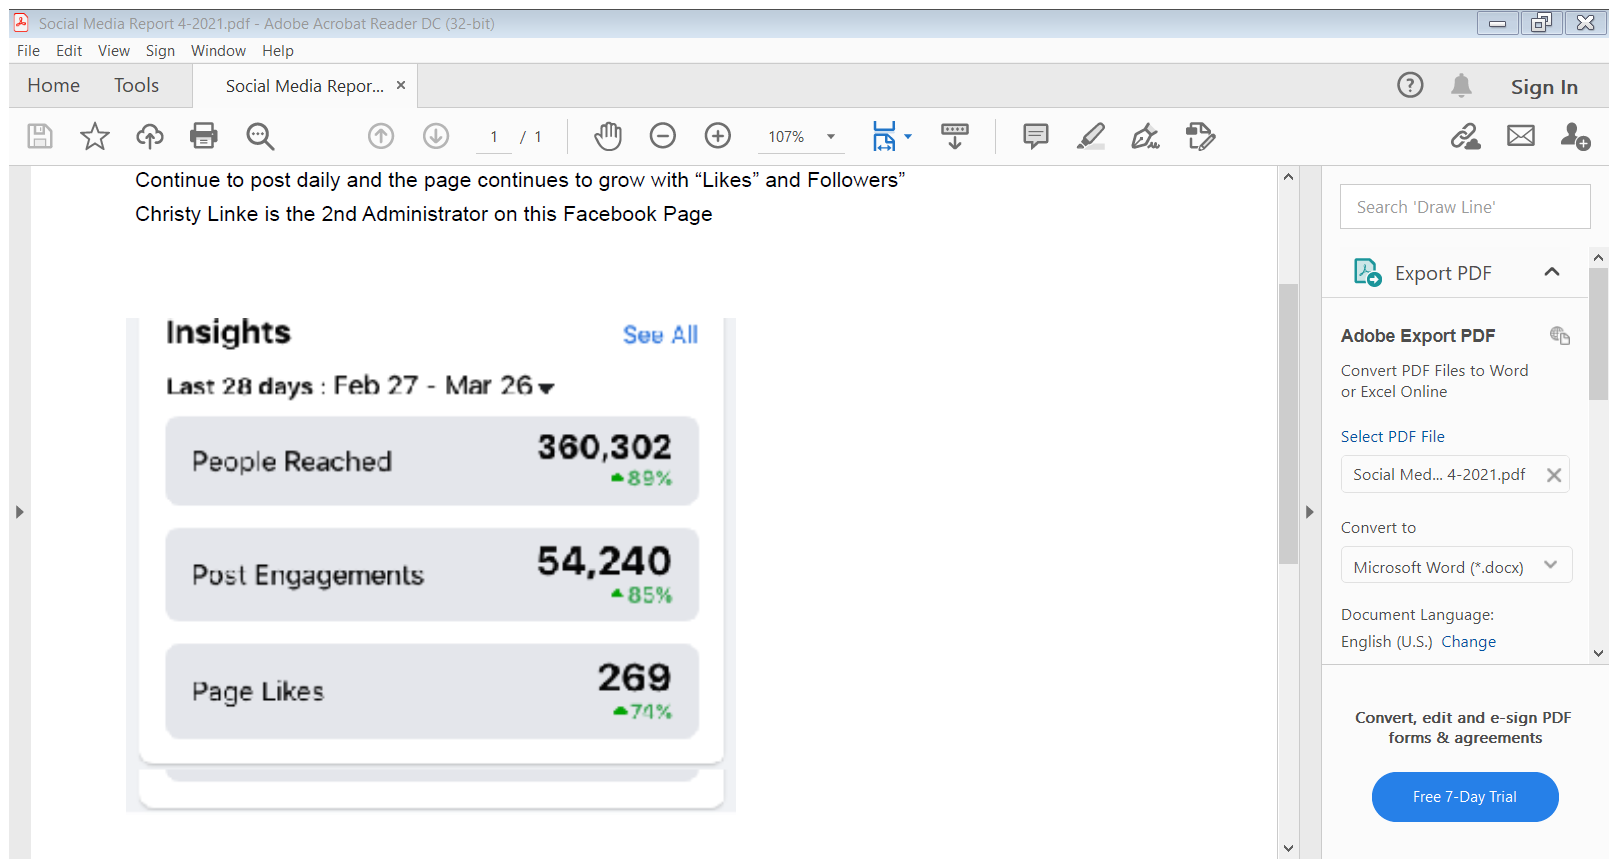 Social Media Report 4-2021.pdf - Adobe Acrobat Reader DC (32-bit)
File Edit View Sign Window Help
Home Tools Social Media Repor... × Sign In
1 / 1 107%
Continue to post daily and the page continues to grow with “Likes” and Followers”
Christy Linke is the 2nd Administrator on this Facebook Page
Insights See All
Last 28 days : Feb 27 - Mar 26
People Reached 360,302
89%
Post Engagements 54,240
85%
Page Likes 269
74%
Search 'Draw Line'
Export PDF
Adobe Export PDF
Convert PDF Files to Word
or Excel Online
Select PDF File
Social Med... 4-2021.pdf
Convert to
Microsoft Word (*.docx)
Document Language:
English (U.S.) Change
Convert, edit and e-sign PDF
forms & agreements
Free 7-Day Trial